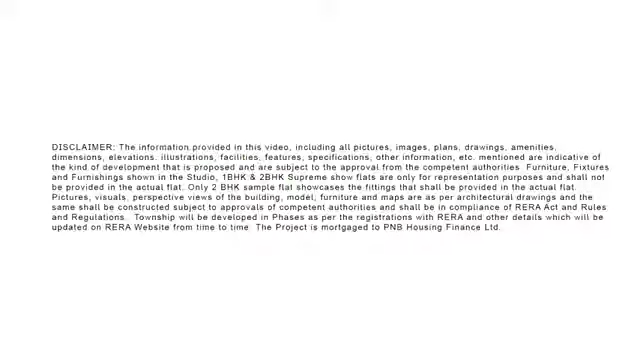 DISCLAIMER: The information provided in this video, including all pictures, images, plans, drawings, amenities,
dimensions, elevations. illustrations, facilities, features, specifications, other information, etc. mentioned are indicative of
the kind of development that is proposed and are subject to the approval from the competent authorities. Furniture, Fixtures
and Furnishings shown in the Studio, 1BHK & 2BHK Supreme show flats are only for representation purposes and shall not
be provided in the actual flat. Only 2 BHK sample flat showcases the fittings that shall be provided in the actual flat.
Pictures, visuals, perspective views of the building, model, furniture and maps are as per architectural drawings and the
same shall be constructed subject to approvals of competent authorities and shall be in compliance of RERA Act and Rules
and Regulations. Township will be developed in Phases as per the registrations with RERA and other details which will be
updated on RERA Website from time to time. The Project is mortgaged to PNB Housing Finance Ltd.